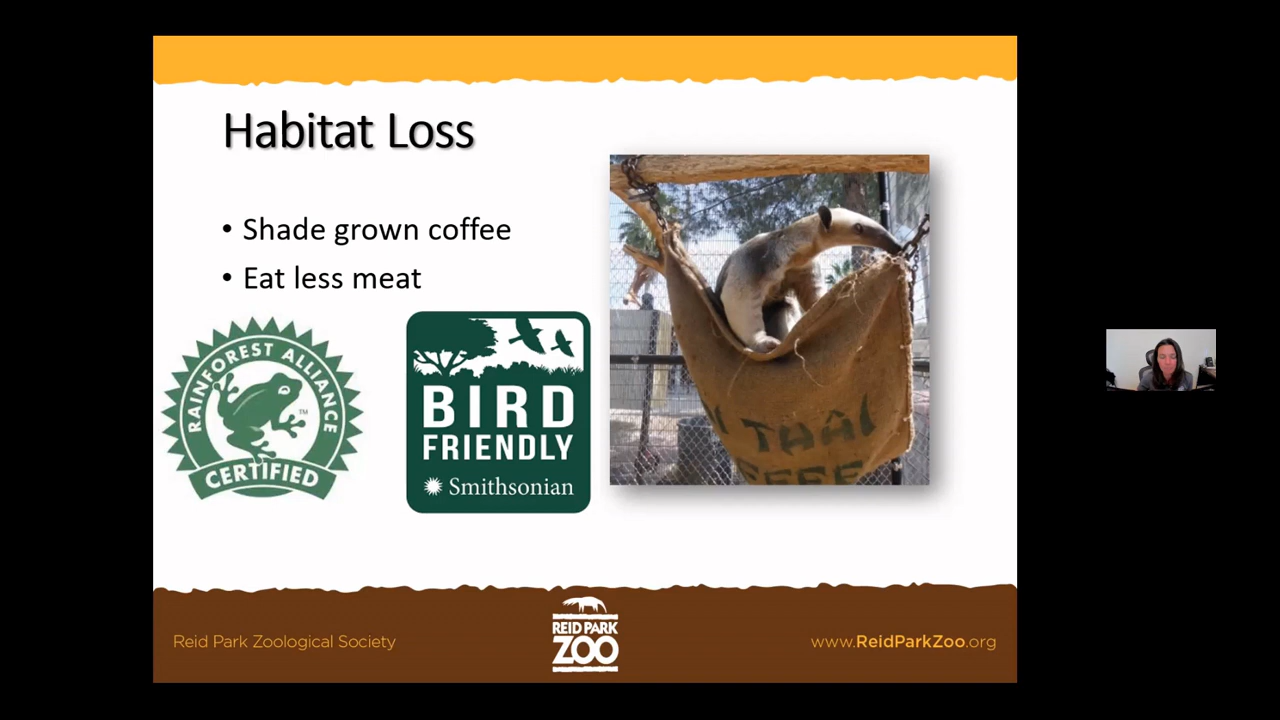 Habitat Loss
• Shade grown coffee
• Eat less meat
RAINFOREST ALLIANCE
TM
CERTIFIED
BIRD
FRIENDLY
Smithsonian
THAI
Reid Park Zoological Society
REID PARK
ZOO
www.ReidParkZoo.org